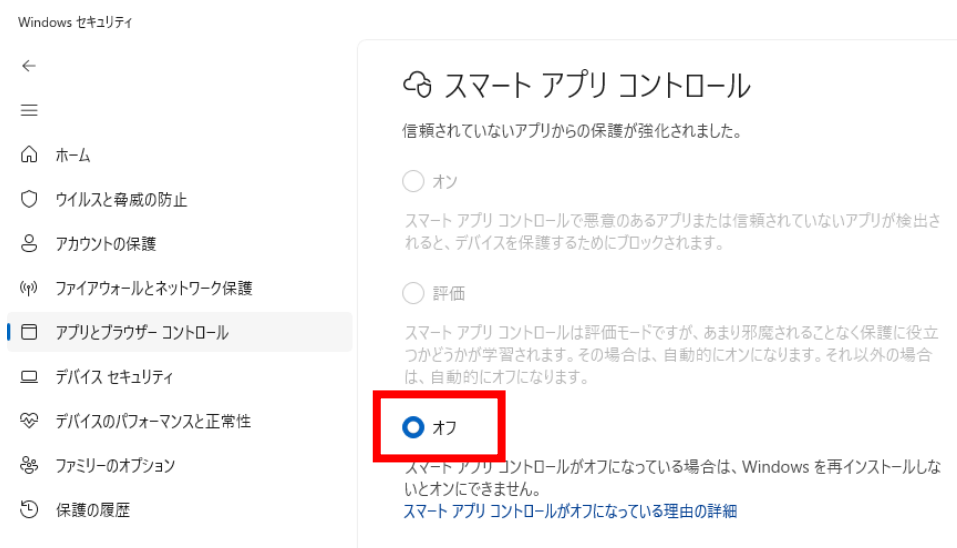 Windows セキュリティ
ホーム
ウイルスと脅威の防止
アカウントの保護
ファイアウォールとネットワーク保護
アプリとブラウザー コントロール
デバイス セキュリティ
デバイスのパフォーマンスと正常性
ファミリーのオプション
保護の履歴
スマート アプリ コントロール
信頼されていないアプリからの保護が強化されました。
オン
スマート アプリ コントロールで悪意のあるアプリまたは信頼されていないアプリが検出さ
れると、デバイスを保護するためにブロックされます。
評価
スマート アプリ コントロールは評価モードですが、あまり邪魔されることなく保護に役立
つかどうかが学習されます。その場合は、自動的にオンになります。それ以外の場合
は、自動的にオフになります。
オフ
スマート アプリ コントロールがオフになっている場合は、Windows を再インストールしな
いとオンにできません。
スマート アプリ コントロールがオフになっている理由の詳細